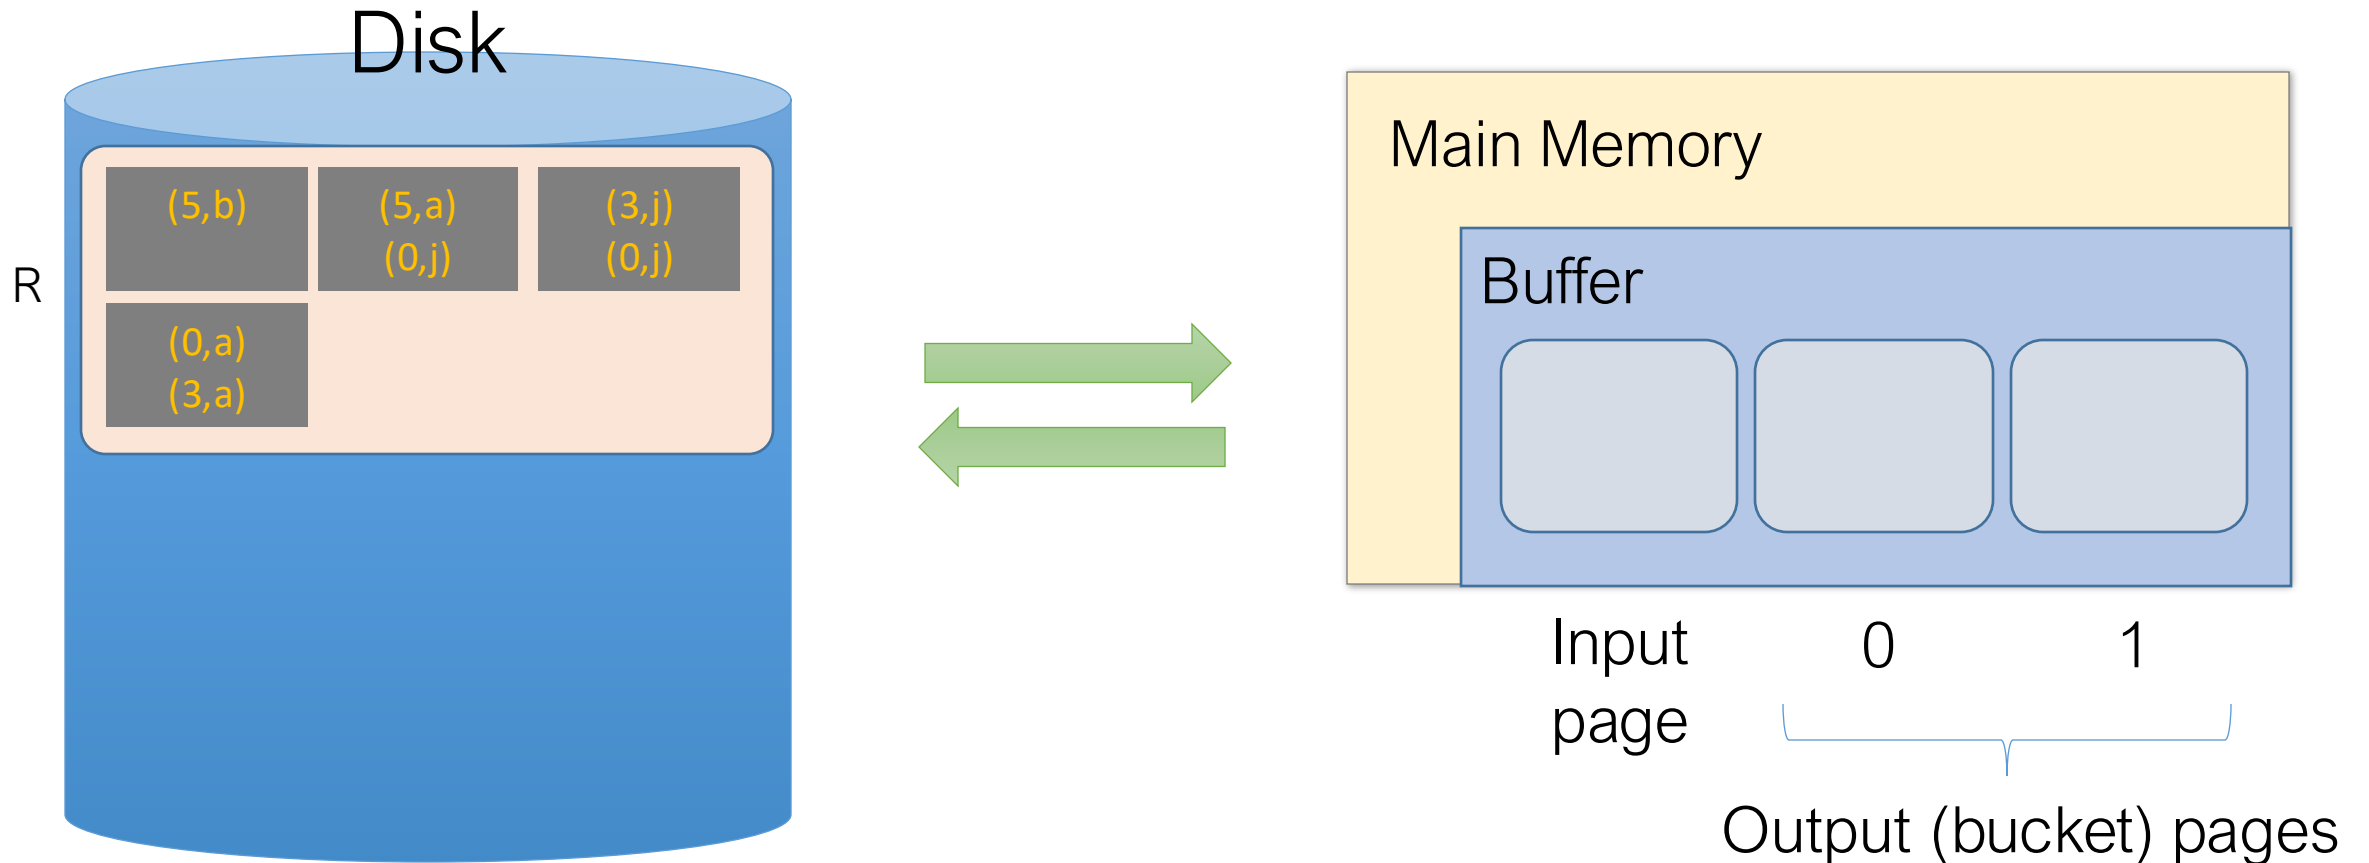 Disk
(5,b)
(5,a)
(0,j)
(3,j)
(0,j)
R
(0,a)
(3,a)
Main Memory
Buffer
Input
page
0
1
Output (bucket) pages